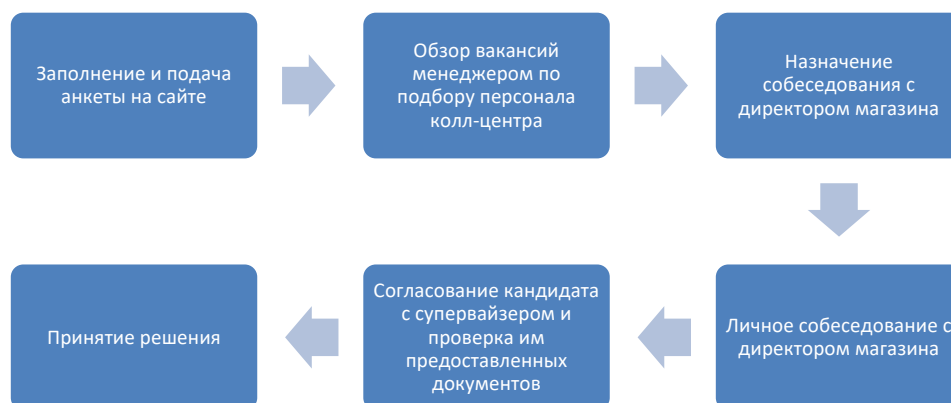 Заполнение и подача
анкеты на сайте
Обзор вакансий
менеджером по
подбору персонала
колл-центра
Назначение
собеседования с
директором магазина
Личное собеседование с
директором магазина
Согласование кандидата
с супервайзером и
проверка им
предоставленных
документов
Принятие решения